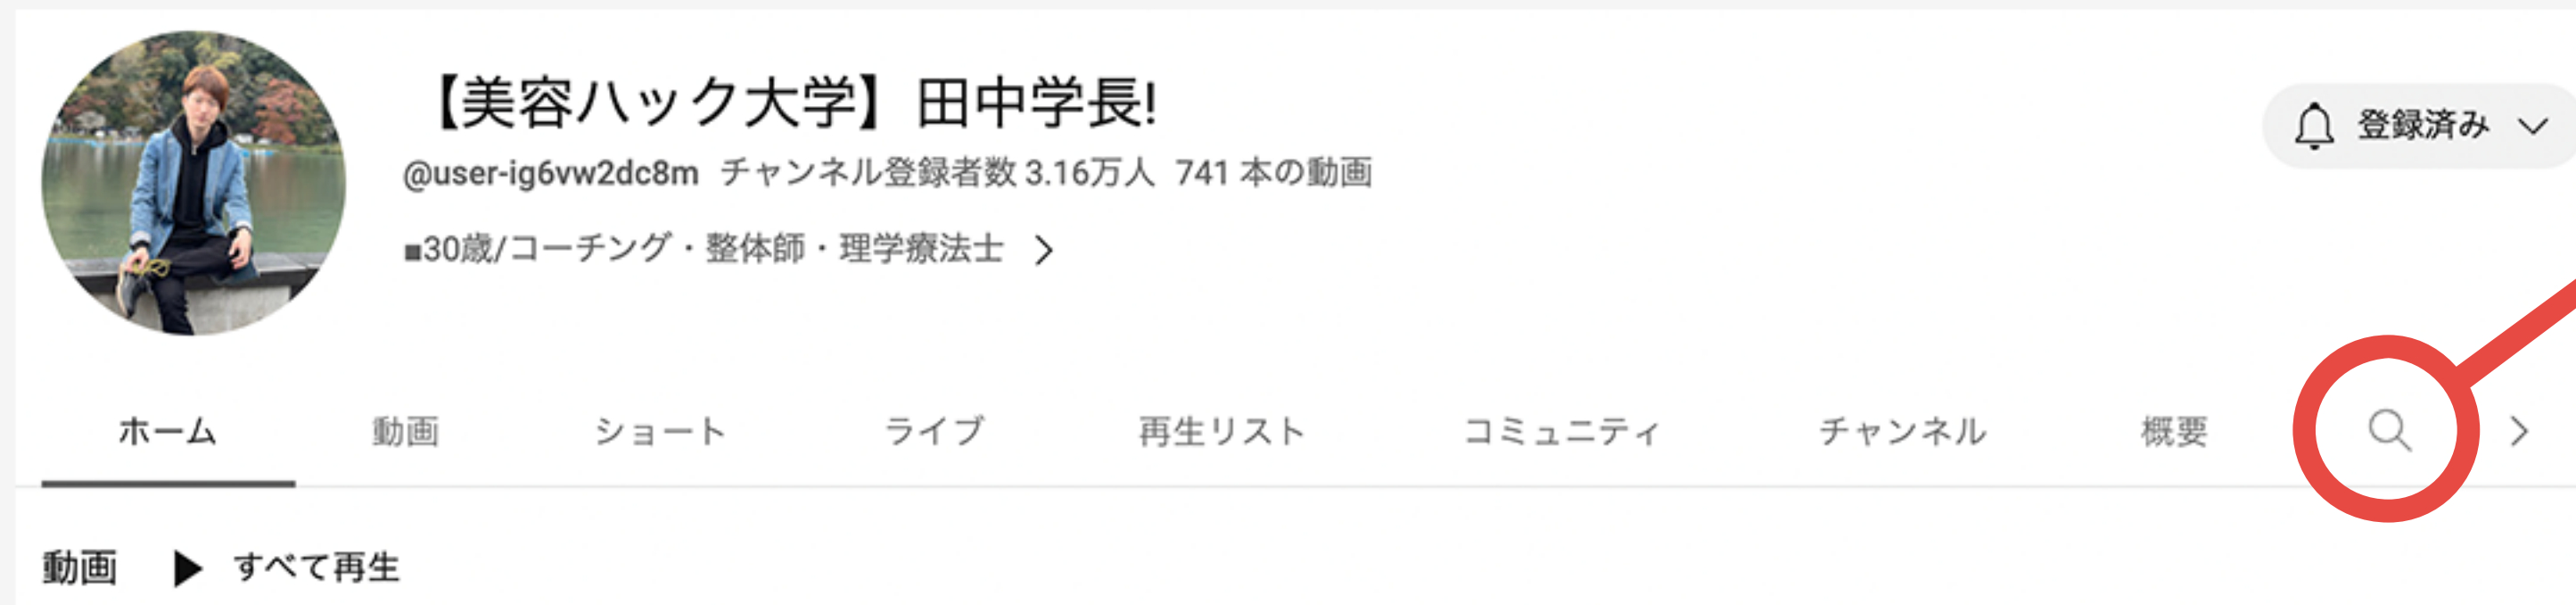 【美容ハック大学】田中学長!
@user-ig6vw2dc8m チャンネル登録者数 3.16万人 741 本の動画
■30歳/コーチング・整体師・理学療法士
登録済み
ホーム 動画 ショート ライブ 再生リスト コミュニティ チャンネル 概要
動画 ▶ すべて再生